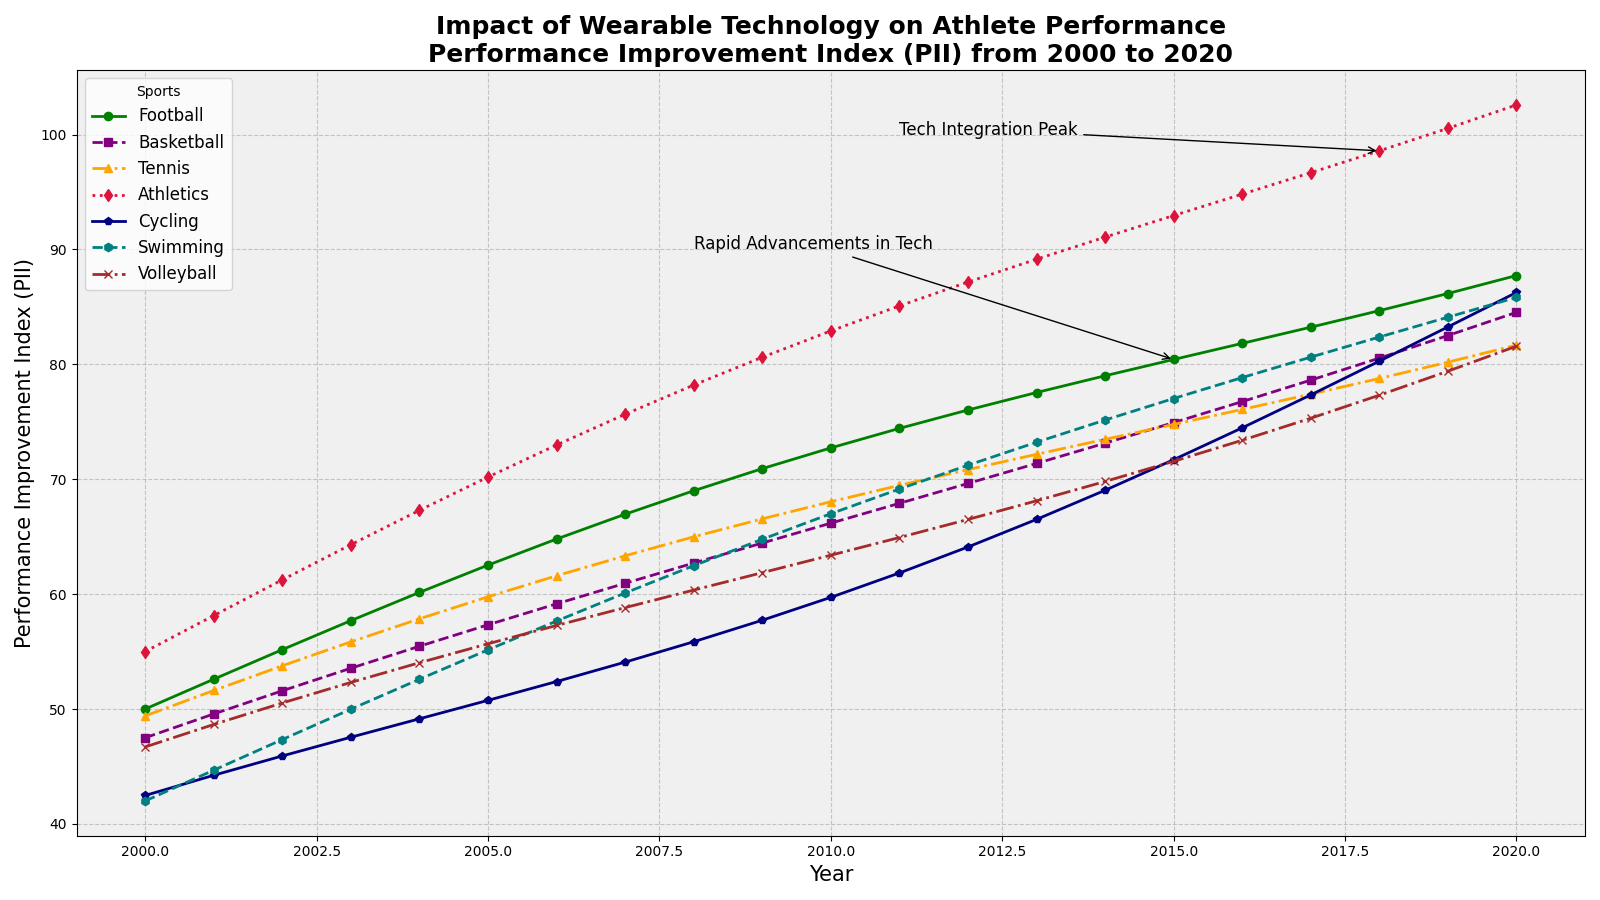 Impact of Wearable Technology on Athlete Performance
Performance Improvement Index (PII) from 2000 to 2020
Sports
Football
Basketball
Tennis
Athletics
Cycling
Swimming
Volleyball
Tech Integration Peak
Rapid Advancements in Tech
Performance Improvement Index (PII)
100
90
80
70
60
50
40
2000.0
2002.5
2005.0
2007.5
2010.0
2012.5
2015.0
2017.5
2020.0
Year